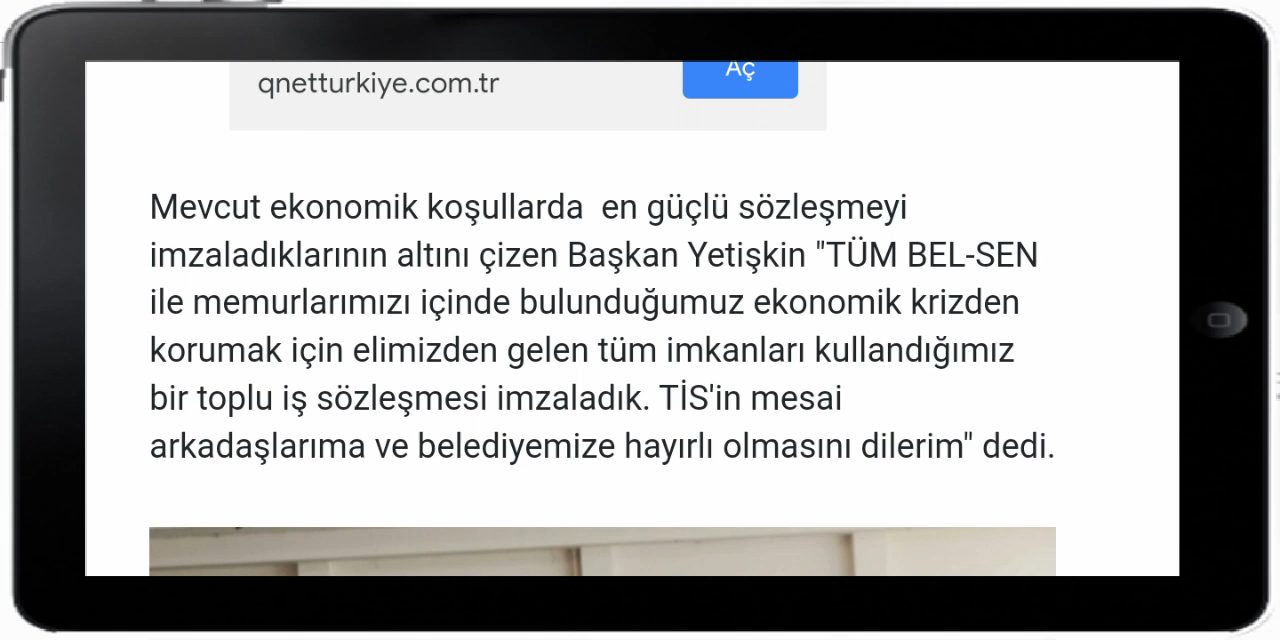 qnetturkiye.com.tr
Aç
Mevcut ekonomik koşullarda  en güçlü sözleşmeyi
imzaladıklarının altını çizen Başkan Yetişkin "TÜM BEL-SEN
ile memurlarımızı içinde bulunduğumuz ekonomik krizden
korumak için elimizden gelen tüm imkanları kullandığımız
bir toplu iş sözleşmesi imzaladık. TİS'in mesai
arkadaşlarıma ve belediyemize hayırlı olmasını dilerim" dedi.